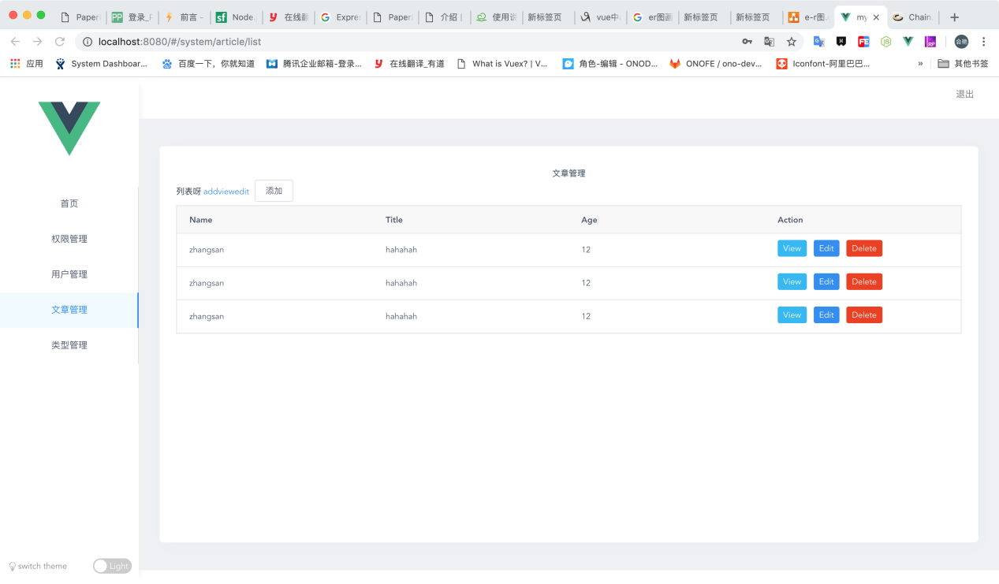 Paper 登录_F 前言 - Node. 在线翻 Expres Paper 介绍 | 使用说 新标签页 vue中 er图画 新标签页 新标签页 e-r图. my Chain.
localhost:8080/#/system/article/list
应用 System Dashboar... 百度一下，你就知道 腾讯企业邮箱-登录... 在线翻译_有道 What is Vuex? | V... 角色-编辑 - ONOD... ONOFE / ono-dev... Iconfont-阿里巴巴... » 其他书签
退出
首页
权限管理
用户管理
文章管理
类型管理
文章管理
列表呀 addviewedit 添加
Name Title Age Action
zhangsan hahahah 12 View Edit Delete
zhangsan hahahah 12 View Edit Delete
zhangsan hahahah 12 View Edit Delete
switch theme Light